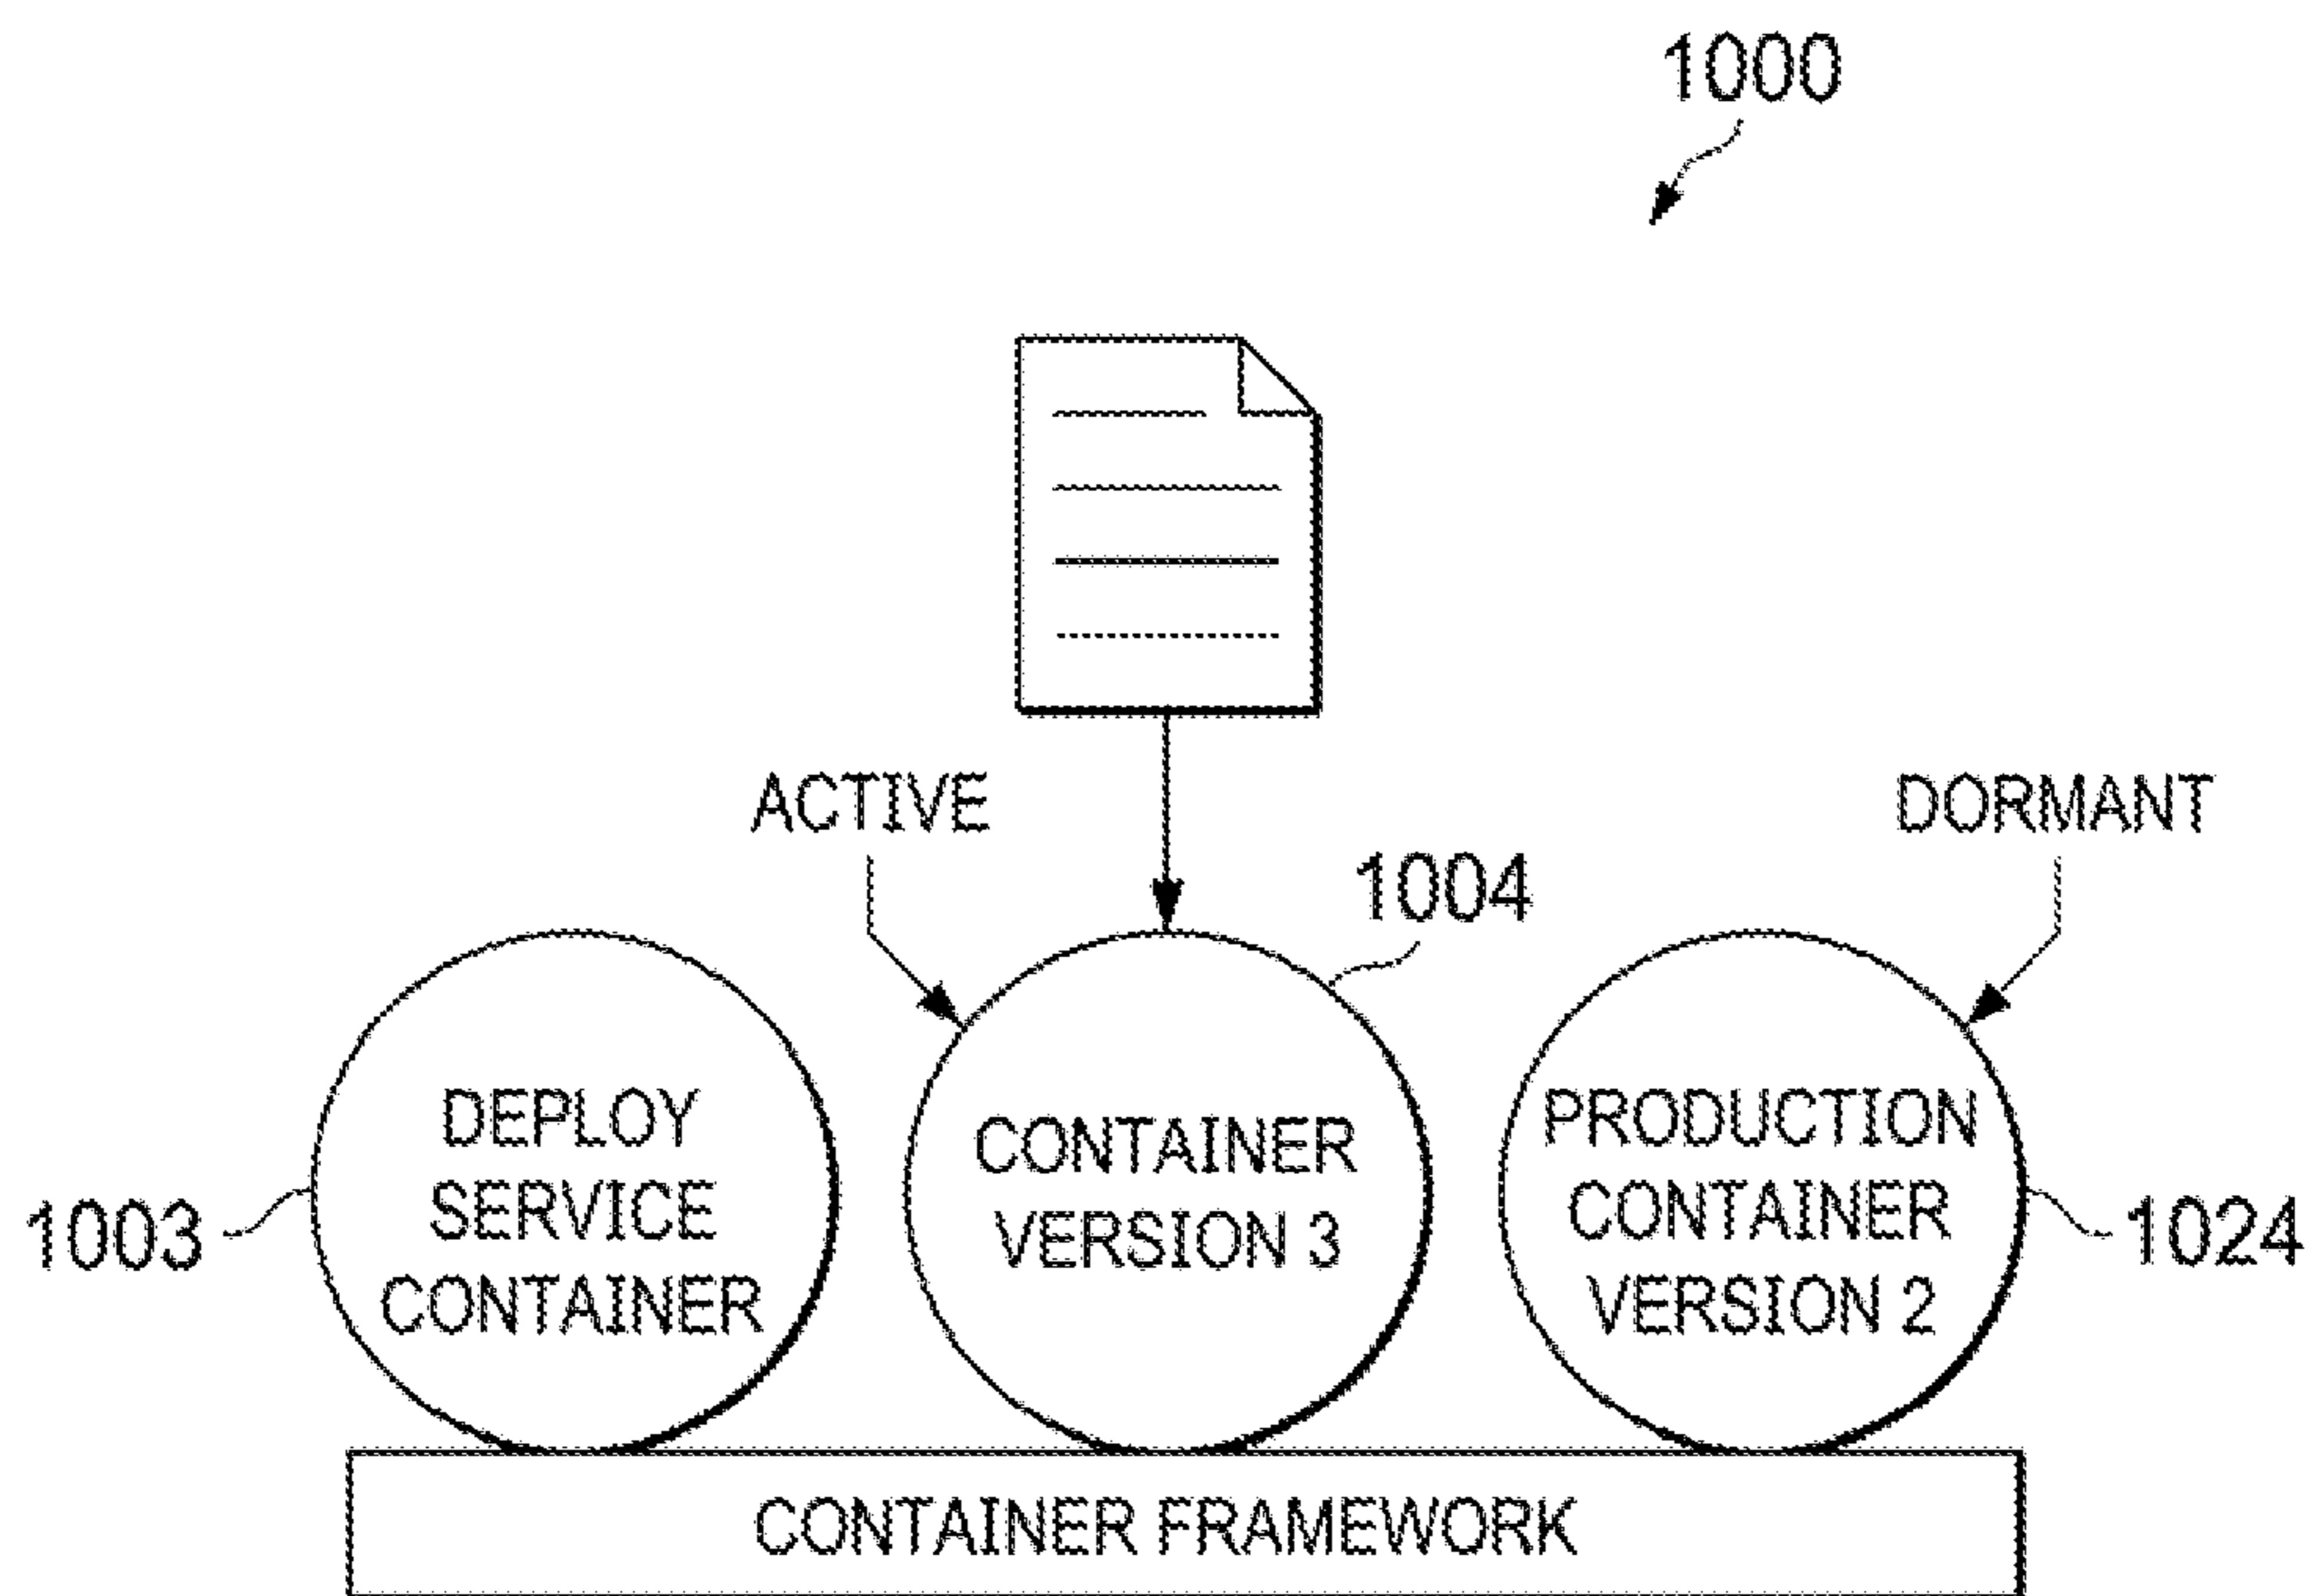 1000
ACTIVE
DORMANT
1004
DEPLOY
SERVICE
CONTAINER
CONTAINER
VERSION 3
PRODUCTION
CONTAINER
VERSION 2
1003
1024
CONTAINER FRAMEWORK